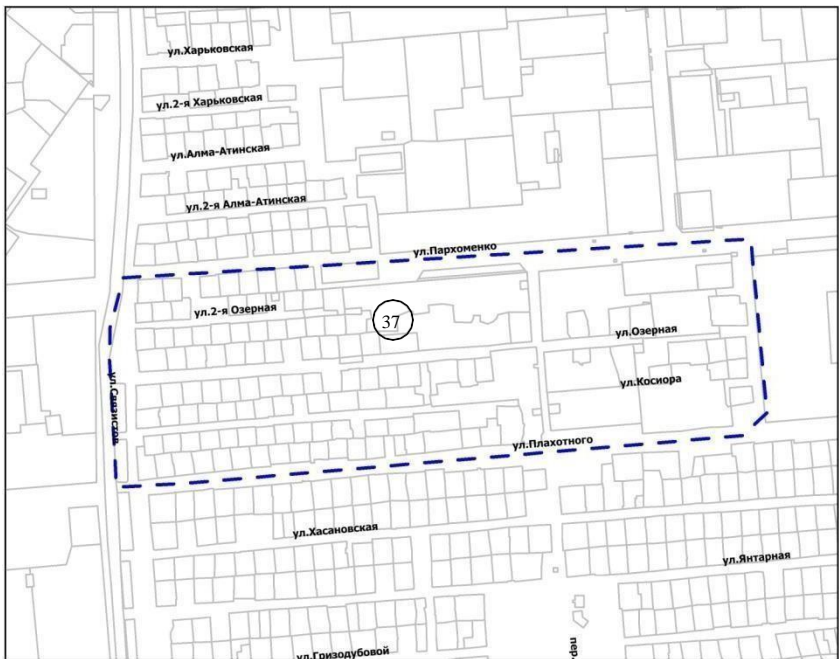 ул.Харьковская
ул.2-я Харьковская
ул.Алма-Атинская
ул.2-я Алма-Атинская
ул.Пархоменко
ул.2-я Озерная
37
ул.Озерная
ул.Связистов
ул.Косиора
ул.Плахотного
ул.Хасановская
ул.Янтарная
ул.Гризодубовой
пер.